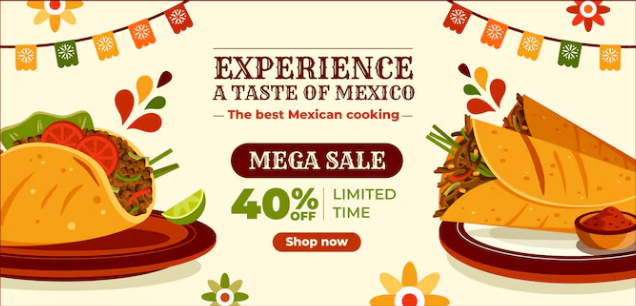 EXPERIENCE
A TASTE OF MEXICO
The best Mexican cooking
MEGA SALE
40% OFF
LIMITED
TIME
Shop now